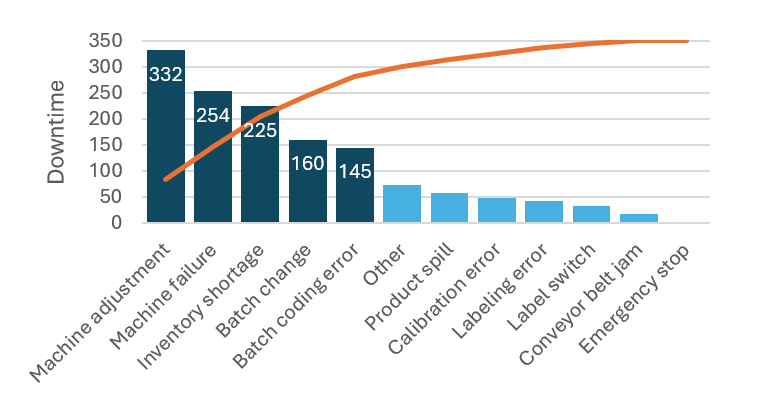 Downtime
350
300
250
200
150
100
50
0
332
254
225
160
145
Machine adjustment
Machine failure
Inventory shortage
Batch change
Batch coding error
Other
Product spill
Calibration error
Labeling error
Label switch
Conveyor belt jam
Emergency stop